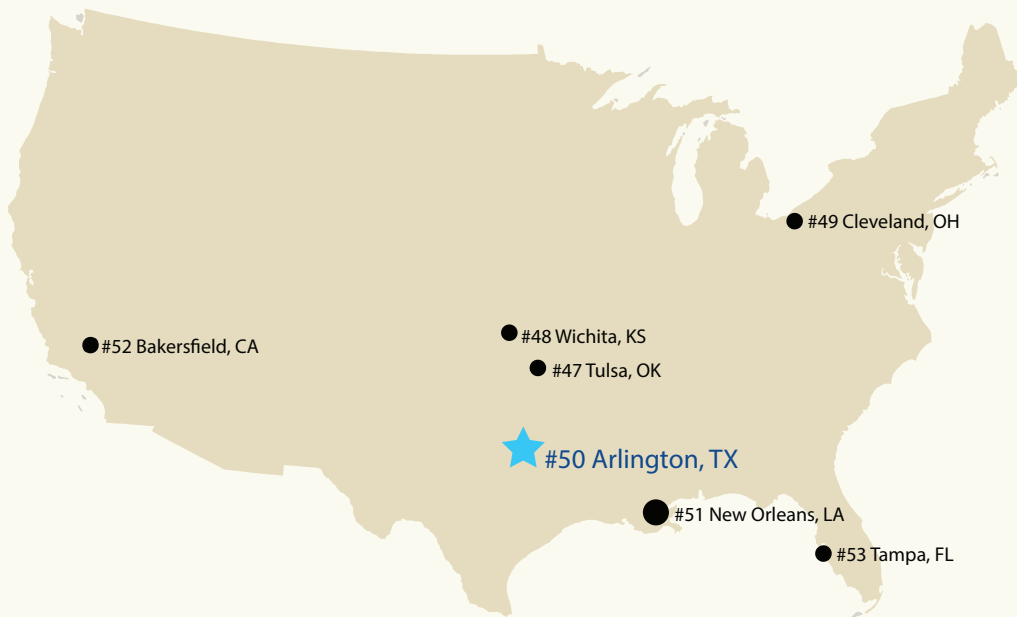 #49 Cleveland, OH
#48 Wichita, KS
#52 Bakersfield, CA
#47 Tulsa, OK
#50 Arlington, TX
#51 New Orleans, LA
#53 Tampa, FL